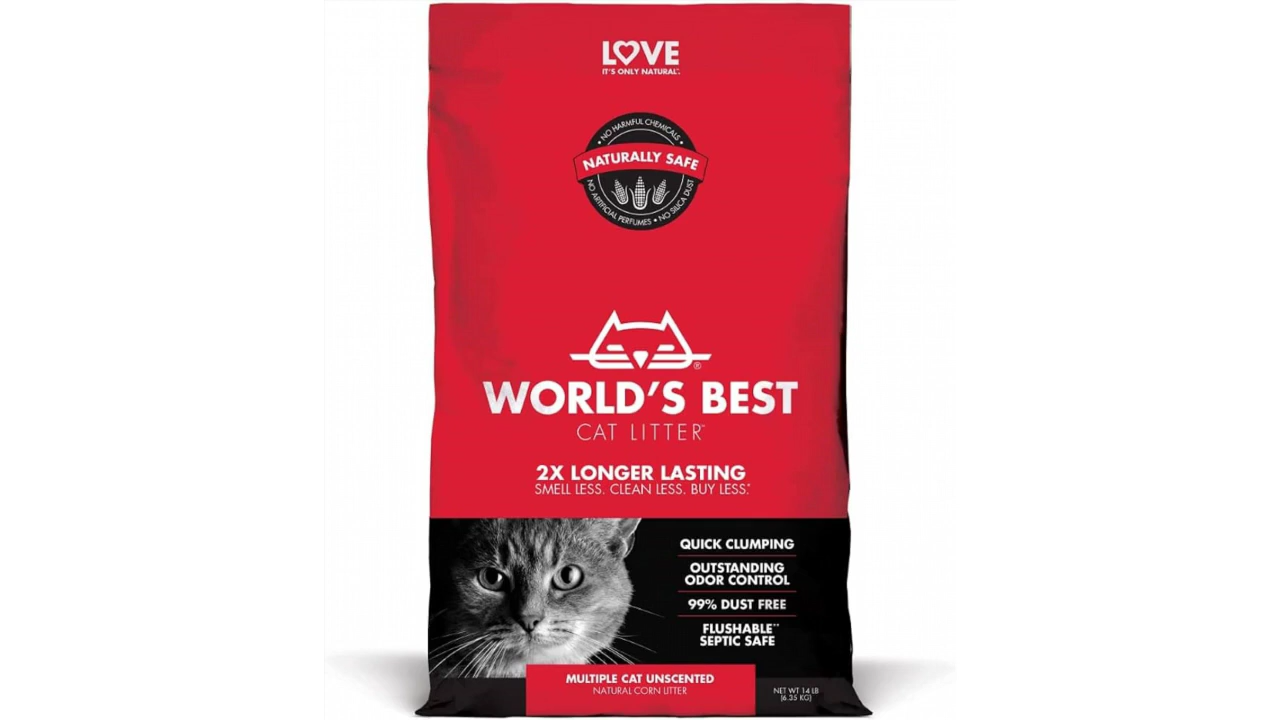 LOVE
IT'S ONLY NATURAL™
• NO HARMFUL CHEMICALS •
NATURALLY SAFE
NO ARTIFICIAL PERFUMES • NO SILICA DUST
®
WORLD'S BEST
CAT LITTER™
2X LONGER LASTING
SMELL LESS. CLEAN LESS. BUY LESS.*
QUICK CLUMPING
OUTSTANDING
ODOR CONTROL
99% DUST FREE
FLUSHABLE**
SEPTIC SAFE
MULTIPLE CAT UNSCENTED
NATURAL CORN LITTER
NET WT 14 LB
(6.35 KG)